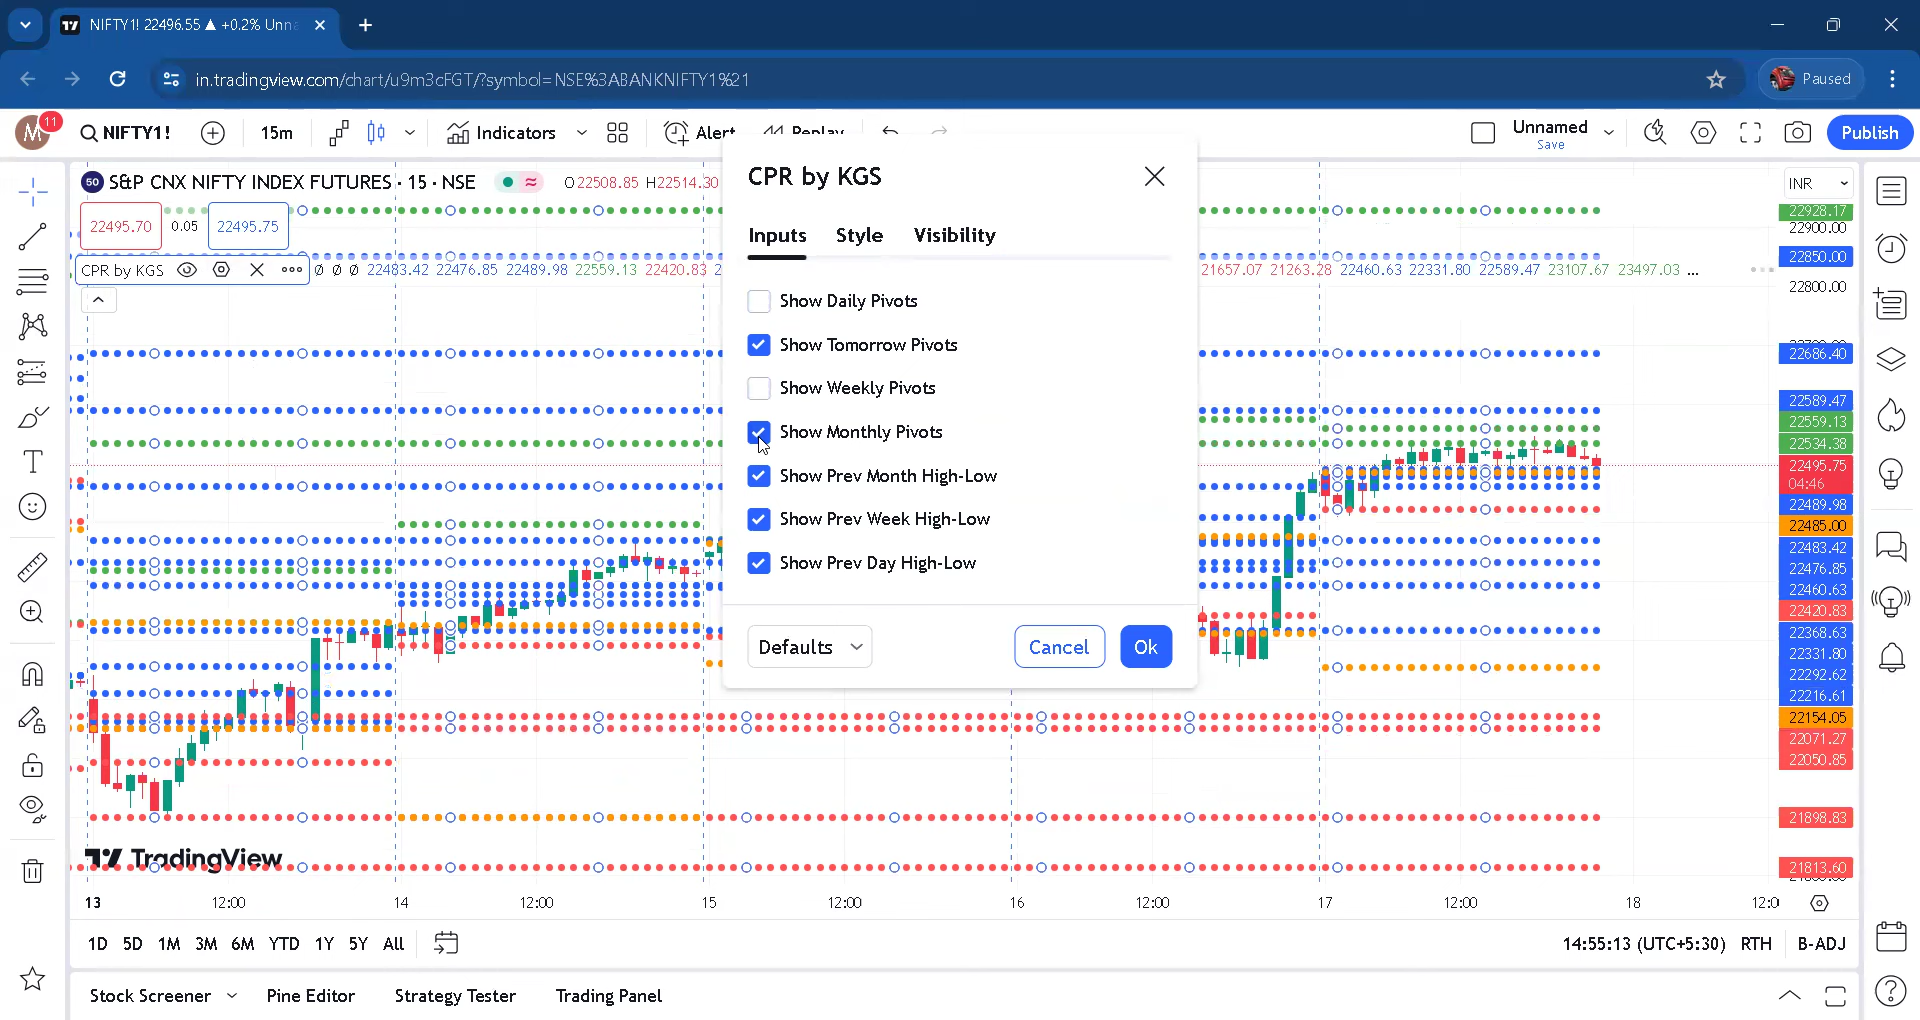 NIFTY1! 22496.55 ▲ +0.2% Unna
in.tradingview.com/chart/u9m3cFGT/?symbol=NSE%3ABANKNIFTY1%21
Paused
M
11
NIFTY1!
15m
Indicators
Alert
Replay
Unnamed
Save
Publish
50 S&P CNX NIFTY INDEX FUTURES · 15 · NSE
O22508.85 H22514.30
INR
22495.70
0.05
22495.75
CPR by KGS
Ø Ø Ø 22483.42 22476.85 22489.98 22559.13 22420.83 2
21657.07 21263.28 22460.63 22331.80 22589.47 23107.67 23497.03 ...
CPR by KGS
Inputs
Style
Visibility
Show Daily Pivots
Show Tomorrow Pivots
Show Weekly Pivots
Show Monthly Pivots
Show Prev Month High-Low
Show Prev Week High-Low
Show Prev Day High-Low
Defaults
Cancel
Ok
22928.17
22900.00
22850.00
22800.00
22686.40
22589.47
22559.13
22534.38
22495.75
04:46
22489.98
22485.00
22483.42
22476.85
22460.63
22420.83
22368.63
22331.80
22292.62
22216.61
22154.05
22071.27
22050.85
21898.83
21813.60
TradingView
13
12:00
14
12:00
15
12:00
16
12:00
17
12:00
18
12:0
1D 5D 1M 3M 6M YTD 1Y 5Y All
14:55:13 (UTC+5:30) RTH B-ADJ
Stock Screener
Pine Editor
Strategy Tester
Trading Panel